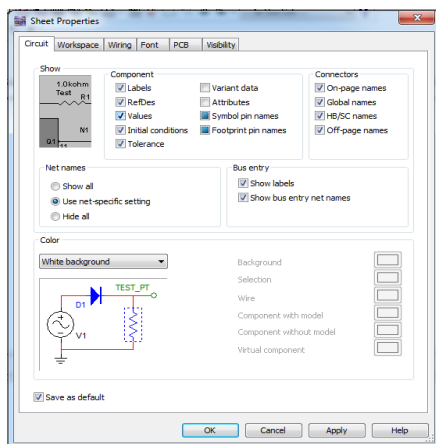 Sheet Properties
Circuit Workspace Wiring Font PCB Visibility
Show
1.0kohm
Test R1
N1
Q1 11
Component
Labels
RefDes
Values
Initial conditions
Tolerance
Variant data
Attributes
Symbol pin names
Footprint pin names
Connectors
On-page names
Global names
HB/SC names
Off-page names
Net names
Show all
Use net-specific setting
Hide all
Bus entry
Show labels
Show bus entry net names
Color
White background
TEST_PT
D1
V1
Background
Selection
Wire
Component with model
Component without model
Virtual component
Save as default
OK Cancel Apply Help